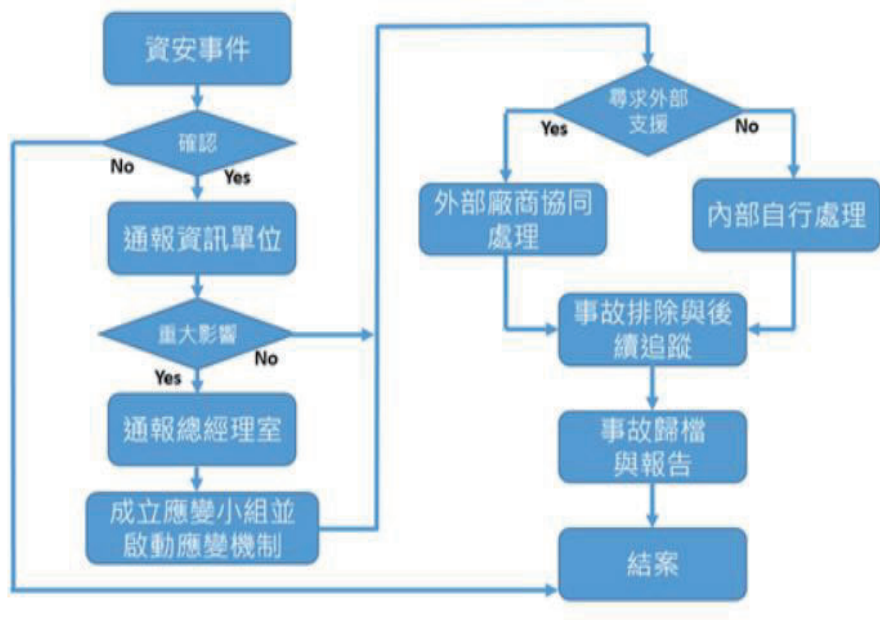 資安事件
確認
No
Yes
通報資訊單位
重大影響
No
Yes
通報總經理室
成立應變小組並
啟動應變機制
尋求外部
支援
Yes
No
外部廠商協同
處理
內部自行處理
事故排除與後
續追蹤
事故歸檔
與報告
結案